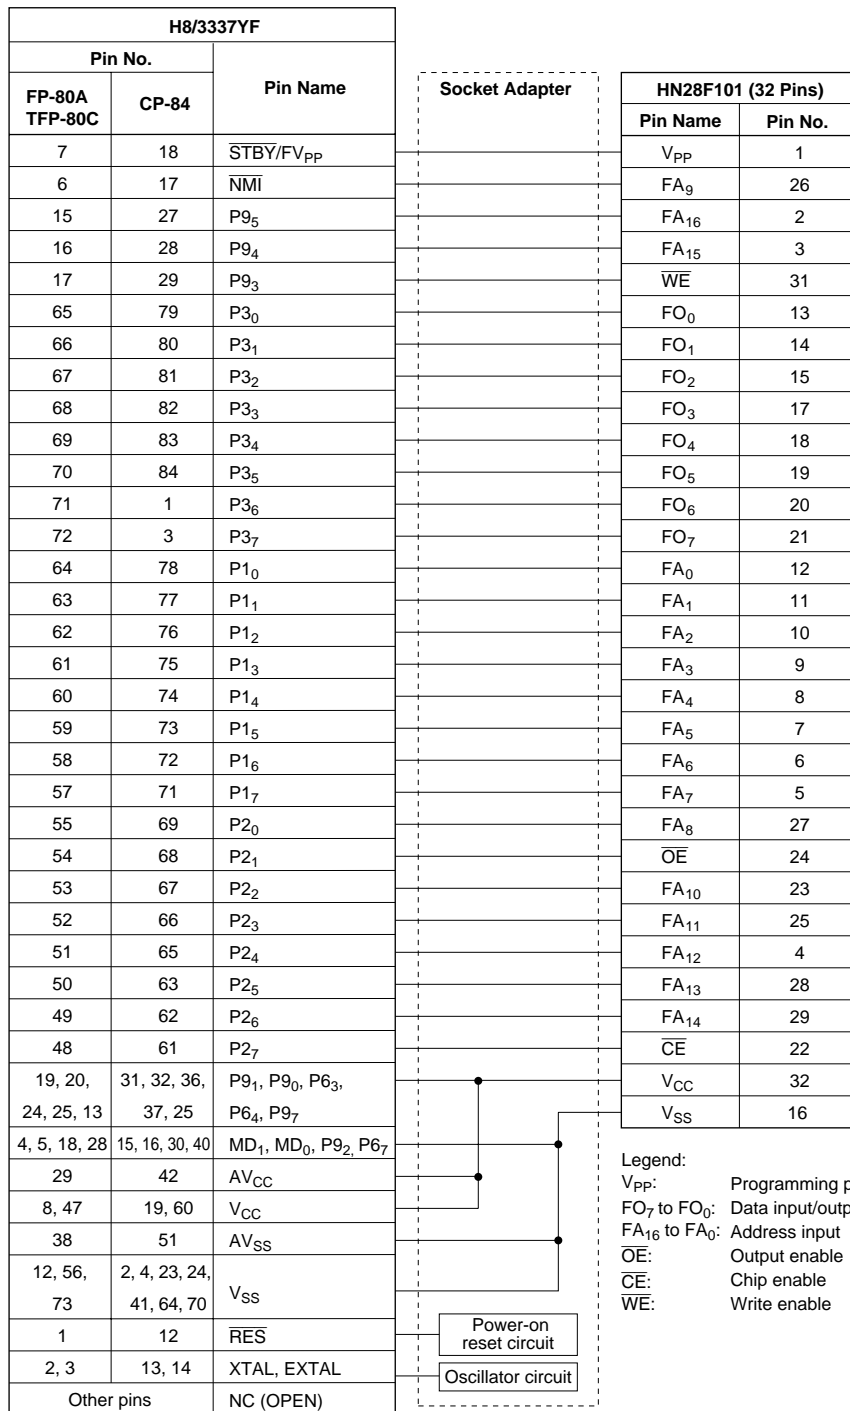 H8/3337YF
Pin No.
Pin Name
FP-80A
TFP-80C
CP-84
Socket Adapter
HN28F101 (32 Pins)
Pin Name Pin No.
7 18 S̅T̅B̅Y̅/FVPP VPP 1
6 17 N̅M̅I̅ FA9 26
15 27 P95 FA16 2
16 28 P94 FA15 3
17 29 P93 W̅E̅ 31
65 79 P30 FO0 13
66 80 P31 FO1 14
67 81 P32 FO2 15
68 82 P33 FO3 17
69 83 P34 FO4 18
70 84 P35 FO5 19
71 1 P36 FO6 20
72 3 P37 FO7 21
64 78 P10 FA0 12
63 77 P11 FA1 11
62 76 P12 FA2 10
61 75 P13 FA3 9
60 74 P14 FA4 8
59 73 P15 FA5 7
58 72 P16 FA6 6
57 71 P17 FA7 5
55 69 P20 FA8 27
54 68 P21 O̅E̅ 24
53 67 P22 FA10 23
52 66 P23 FA11 25
51 65 P24 FA12 4
50 63 P25 FA13 28
49 62 P26 FA14 29
48 61 P27 C̅E̅ 22
19, 20, 31, 32, 36, P91, P90, P63, VCC 32
24, 25, 13 37, 25 P64, P97 VSS 16
4, 5, 18, 28 15, 16, 30, 40 MD1, MD0, P92, P67
29 42 AVCC
8, 47 19, 60 VCC
38 51 AVSS
12, 56, 2, 4, 23, 24,
VSS
73 41, 64, 70
1 12 R̅E̅S̅ Power-on
reset circuit
2, 3 13, 14 XTAL, EXTAL Oscillator circuit
Other pins NC (OPEN)
Legend:
VPP: Programming
FO7 to FO0: Data
FA16 to FA0: Address input
O̅E̅: Output enable
C̅E̅: Chip enable
W̅E̅: Write enable